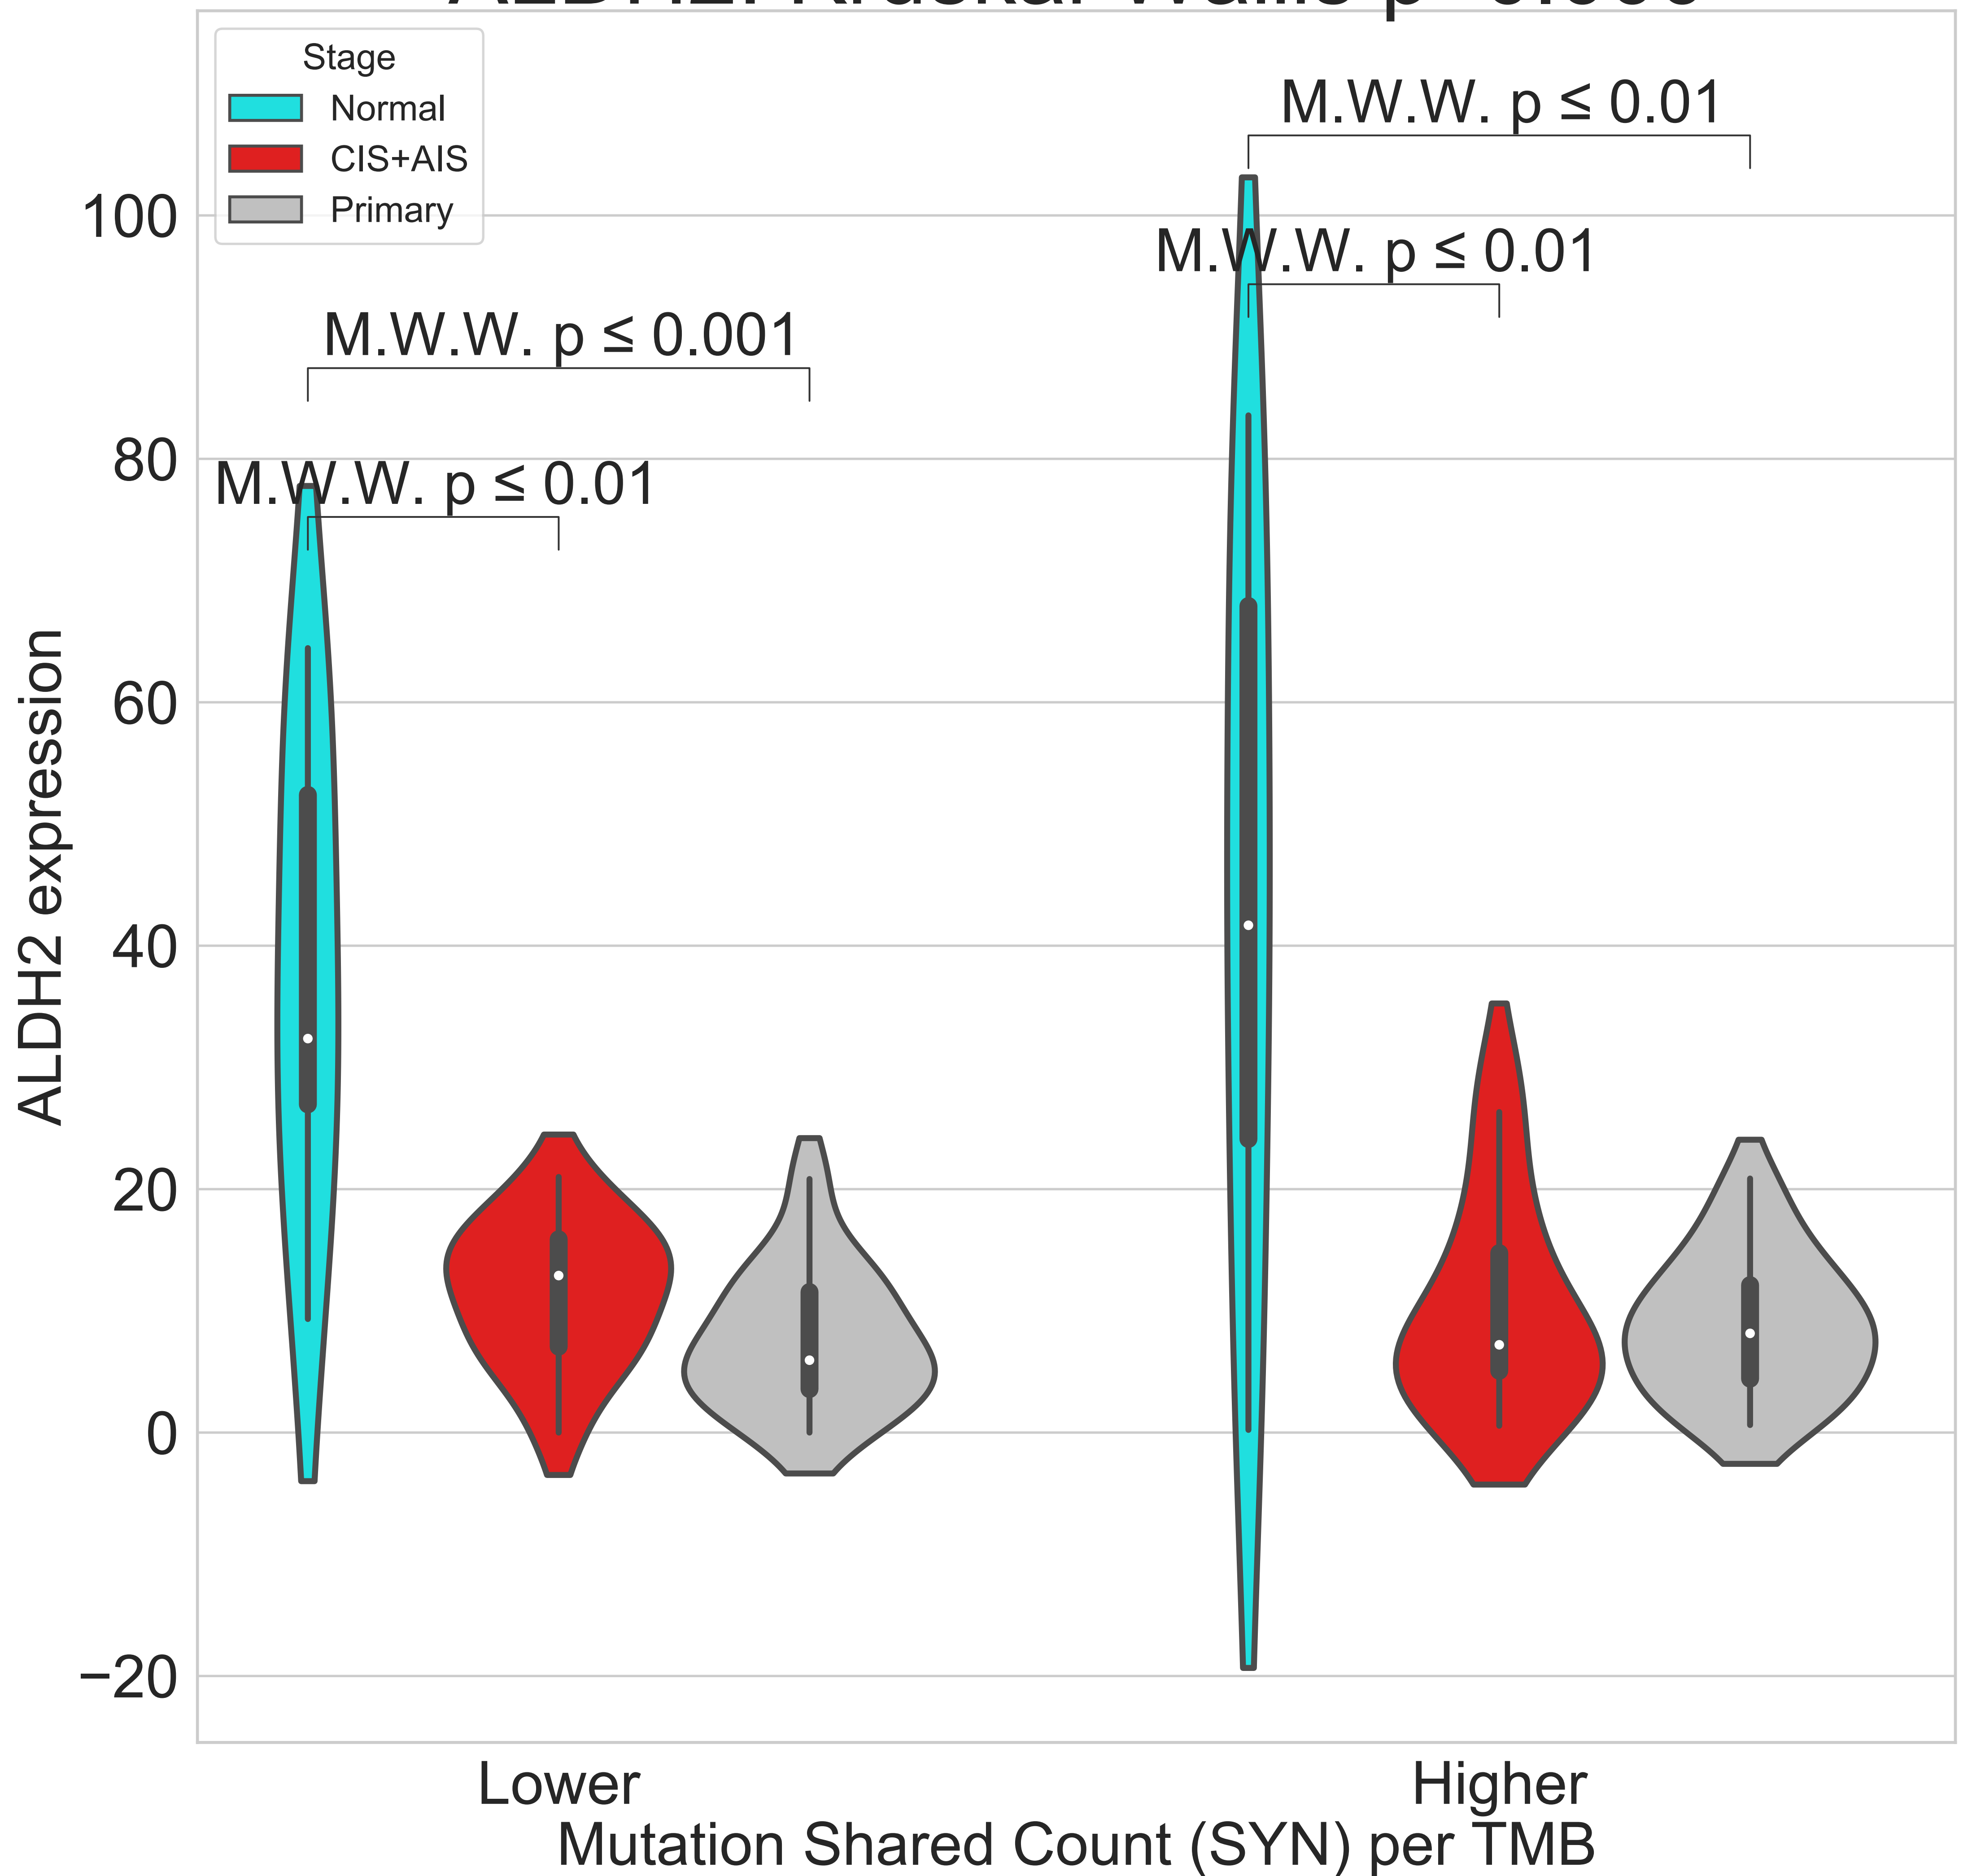 Stage
Normal
CIS+AIS
Primary
M.W.W. p ≤ 0.01
M.W.W. p ≤ 0.01
M.W.W. p ≤ 0.001
M.W.W. p ≤ 0.01
100
80
60
40
20
0
−20
ALDH2 expression
Lower
Higher
Mutation Shared Count (SYN) per TMB